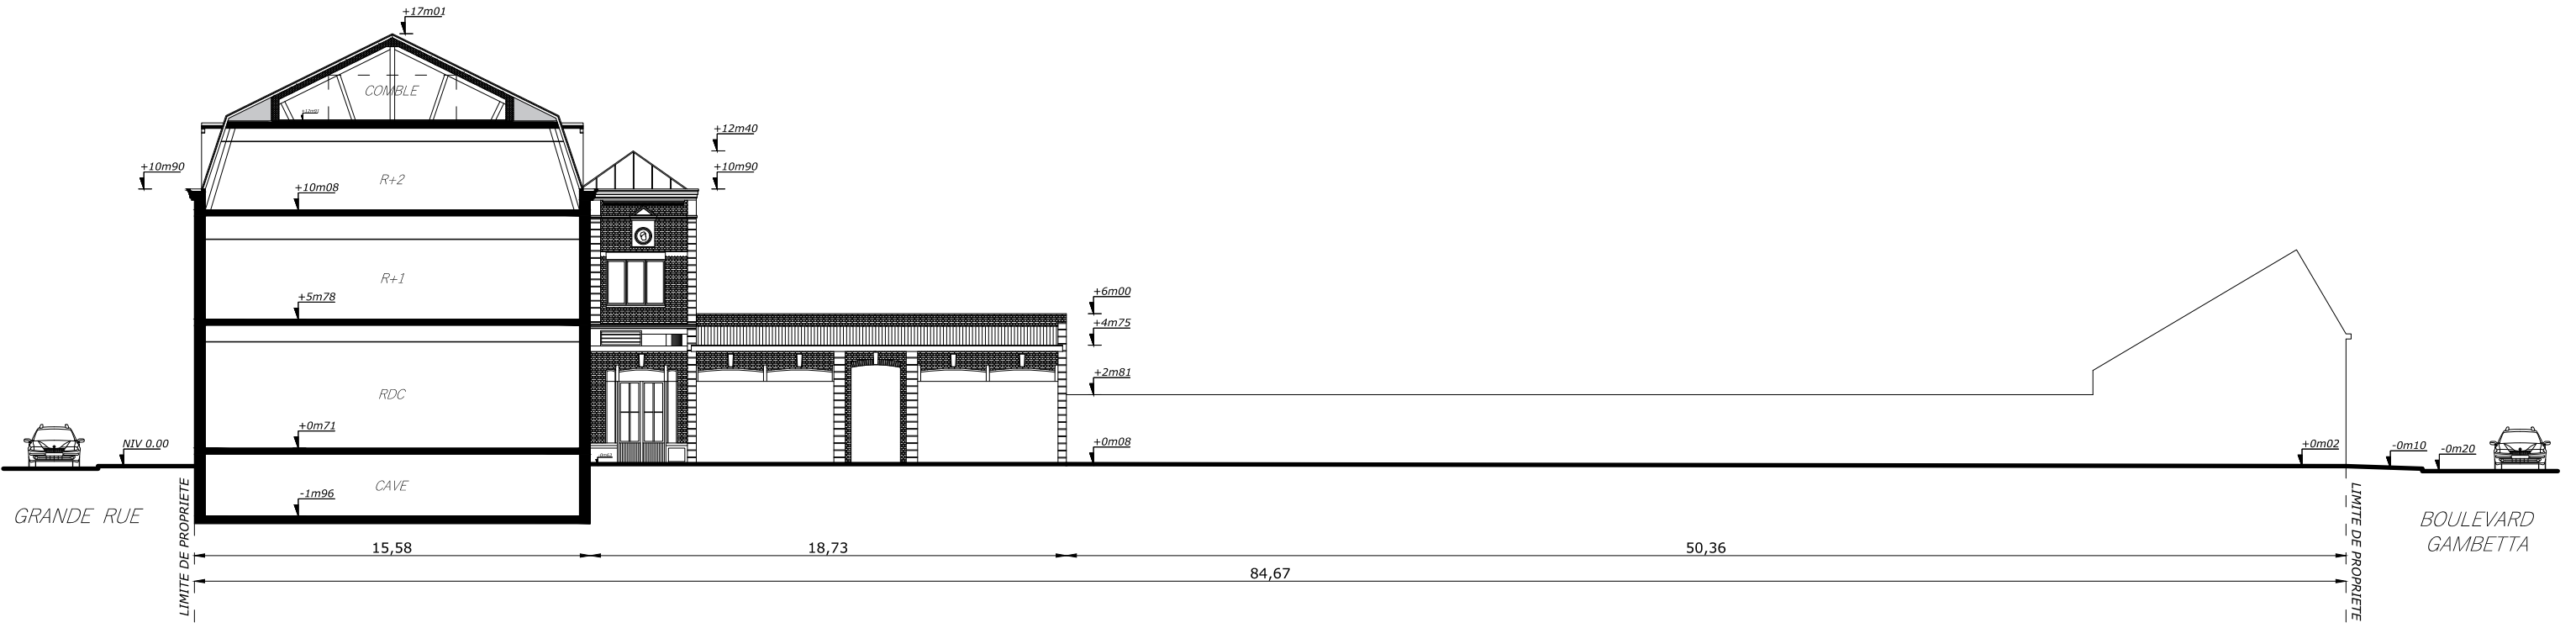 +17m01
COMBLE
+12m40
+10m90
+10m90
R+2
+10m08
R+1
+5m78
+6m00
+4m75
RDC
+2m81
+0m71
NIV 0.00
+0m08
+0m02
-0m10
-0m20
CAVE
-1m96
GRANDE RUE
LIMITE DE PROPRIETE
LIMITE DE PROPRIETE
BOULEVARD
GAMBETTA
15,58
18,73
50,36
84,67